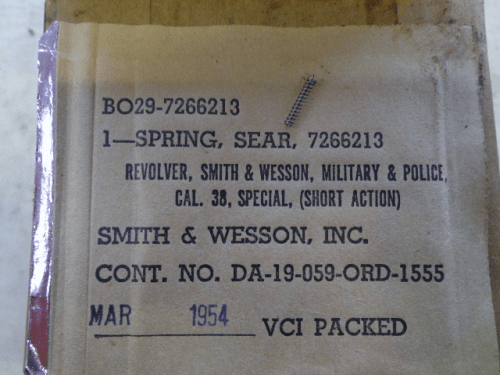 BO29-7266213
1—SPRING, SEAR, 7266213
REVOLVER, SMITH & WESSON, MILITARY & POLICE,
CAL. 38, SPECIAL, (SHORT ACTION)
SMITH & WESSON, INC.
CONT. NO. DA-19-059-ORD-1555
MAR 1954 VCI PACKED